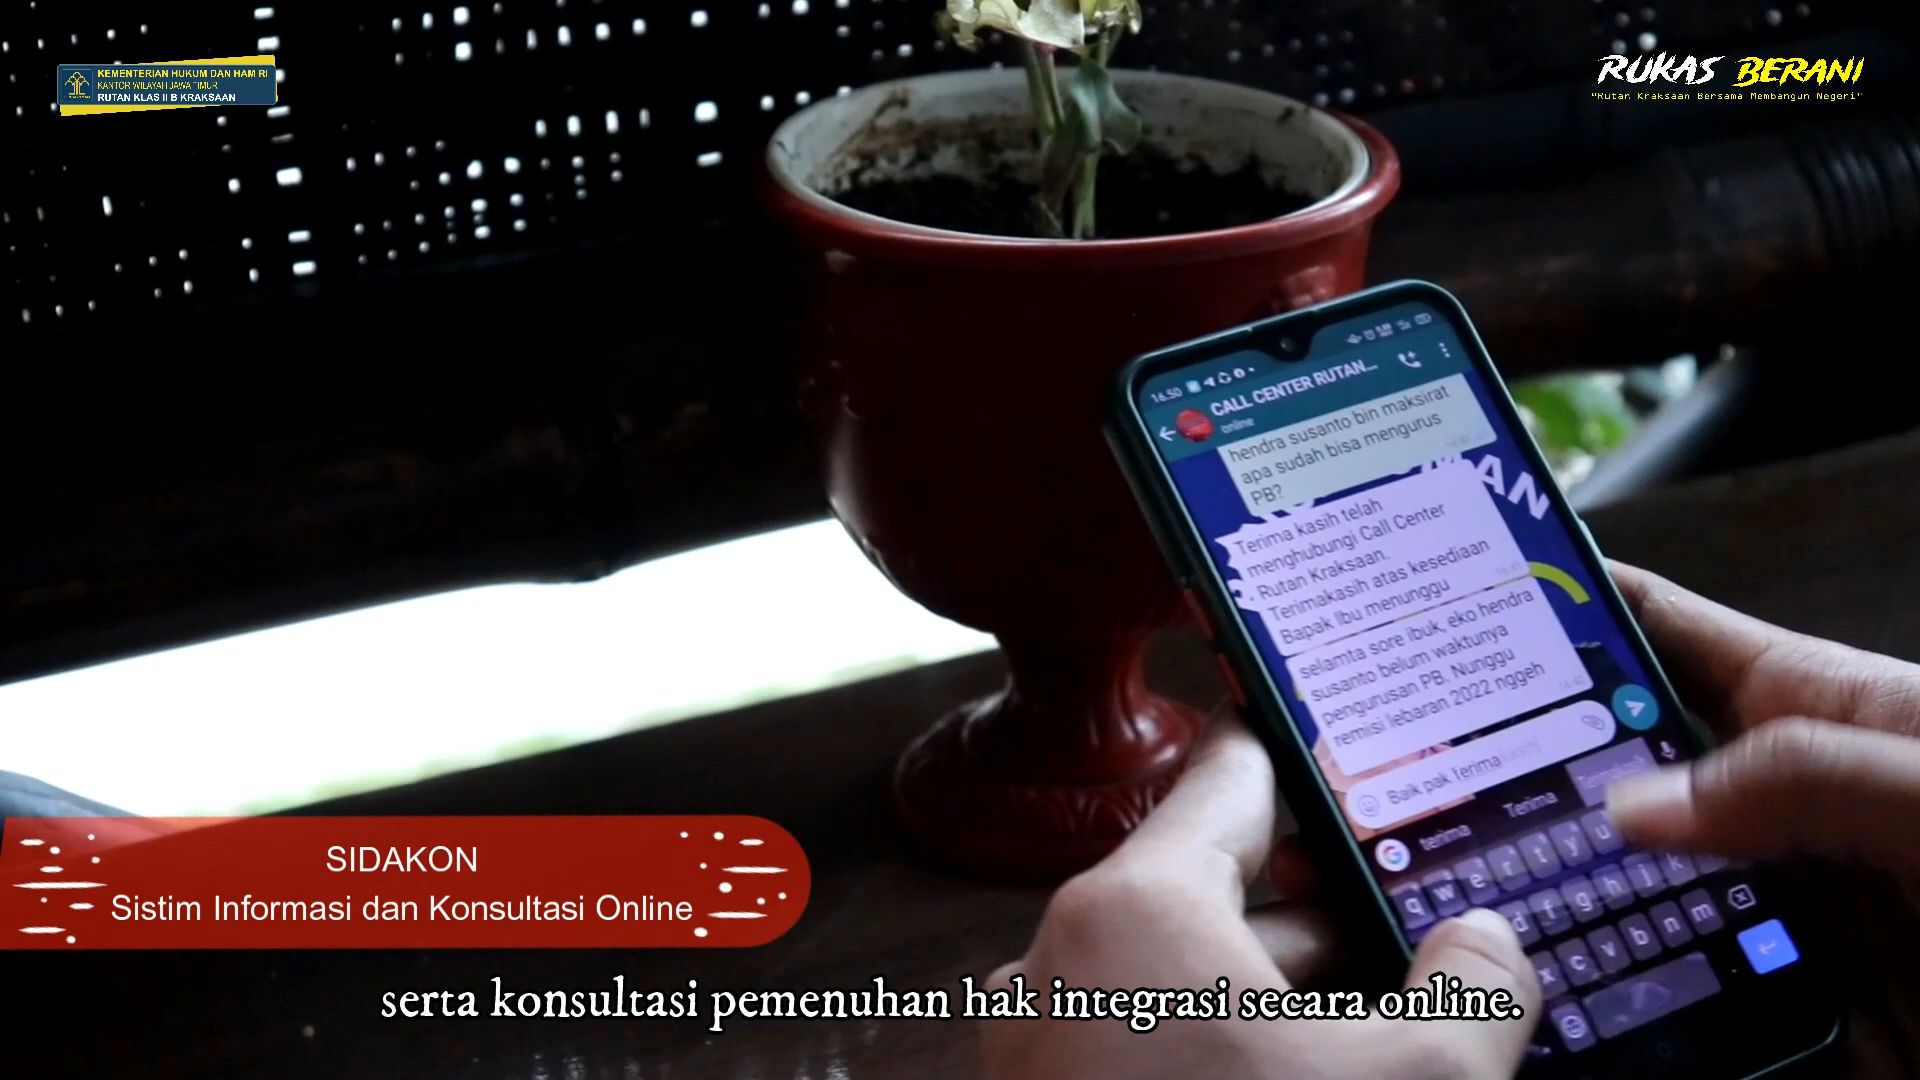 KEMENTERIAN HUKUM DAN HAM RI
KANTOR WILAYAH JAWA TIMUR
RUTAN KLAS II B KRAKSAAN
RUKAS BERANI
"Rutan Kraksaan Bersama Membangun Negeri"
16.50
CALL CENTER RUTAN...
online
hendra susanto bin maksirat
apa sudah bisa mengurus
PB?
Terima kasih telah
menghubungi Call Center
. Rutan Kraksaan.
Terimakasih atas kesediaan
Bapak Ibu menunggu
selamta sore ibuk, eko hendra
susanto belum waktunya
pengurusan PB. Nunggu
remisi lebaran 2022 nggeh
Baik pak terima
terima Terima
q w e r t y u
d f g h j k
x c v b n m
SIDAKON
Sistim Informasi dan Konsultasi Online
serta konsultasi pemenuhan hak integrasi secara online.